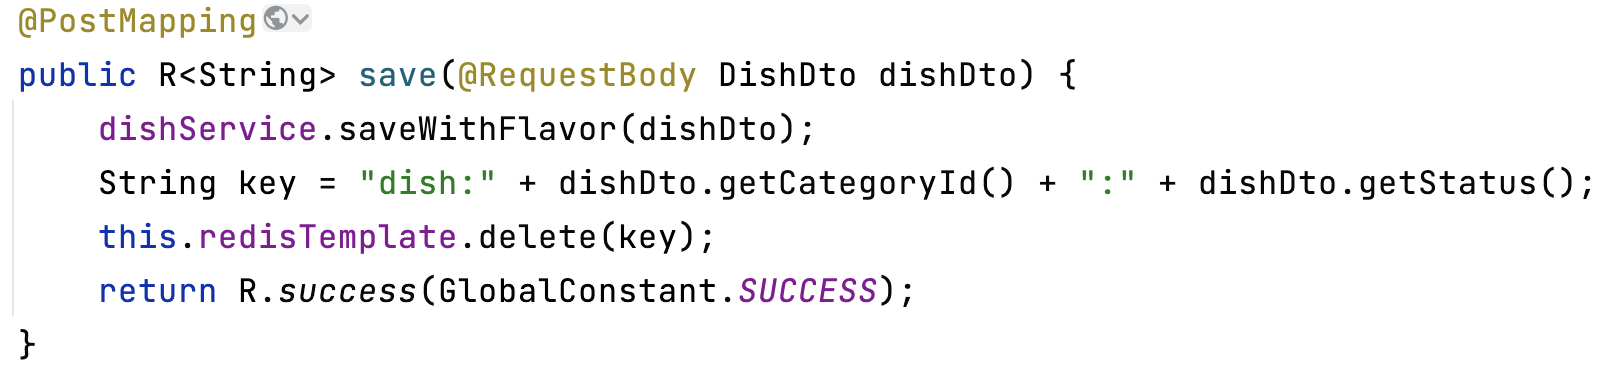 @PostMapping
public R<String> save(@RequestBody DishDto dishDto) {
    dishService.saveWithFlavor(dishDto);
    String key = "dish:" + dishDto.getCategoryId() + ":" + dishDto.getStatus();
    this.redisTemplate.delete(key);
    return R.success(GlobalConstant.SUCCESS);
}